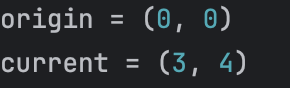 origin = (0, 0)
current = (3, 4)